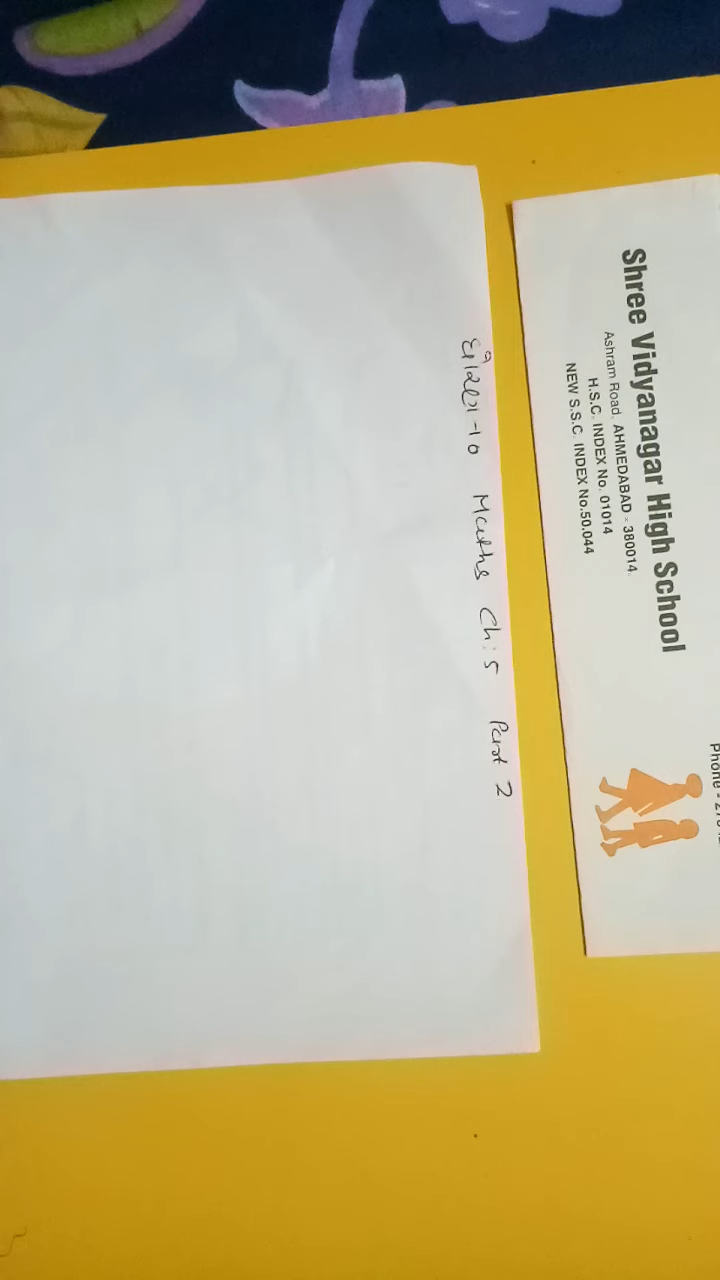 Shree Vidyanagar High School
Ashram Road, AHMEDABAD - 380014.
H.S.C. INDEX No. 01014
NEW S.S.C. INDEX No.50.044
Phone -
ધોરણ-10 Maths Ch:5 Part 2